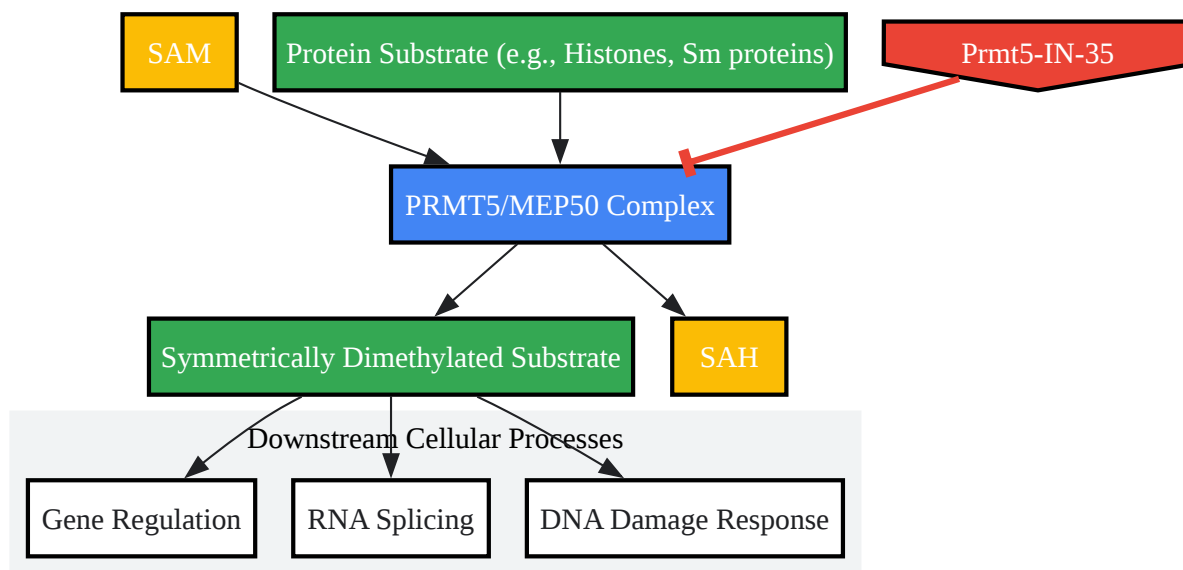 SAM
Protein Substrate (e.g., Histones, Sm proteins)
Prmt5-IN-35
PRMT5/MEP50 Complex
Symmetrically Dimethylated Substrate
SAH
Downstream Cellular Processes
Gene Regulation
RNA Splicing
DNA Damage Response